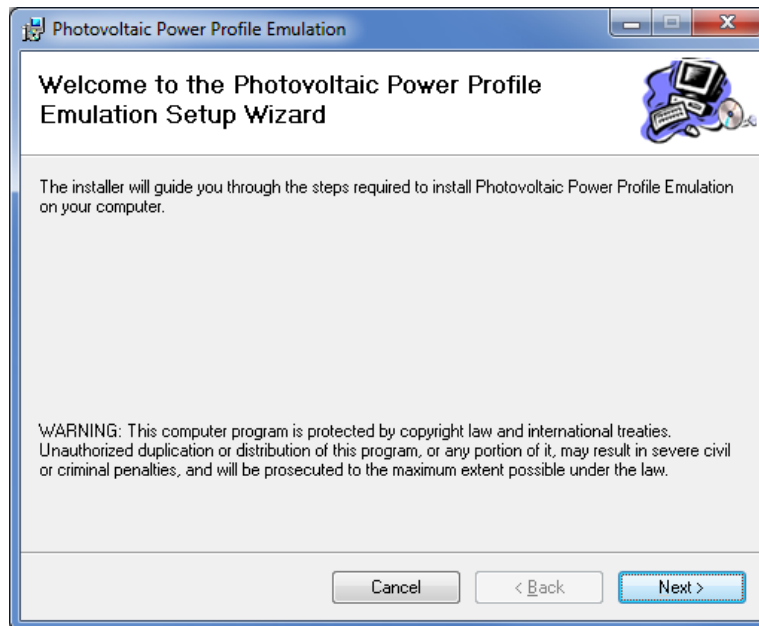 Photovoltaic Power Profile Emulation
Welcome to the Photovoltaic Power Profile
Emulation Setup Wizard
The installer will guide you through the steps required to install Photovoltaic Power Profile Emulation
on your computer.
WARNING: This computer program is protected by copyright law and international treaties.
Unauthorized duplication or distribution of this program, or any portion of it, may result in severe civil
or criminal penalties, and will be prosecuted to the maximum extent possible under the law.
Cancel
< Back
Next >